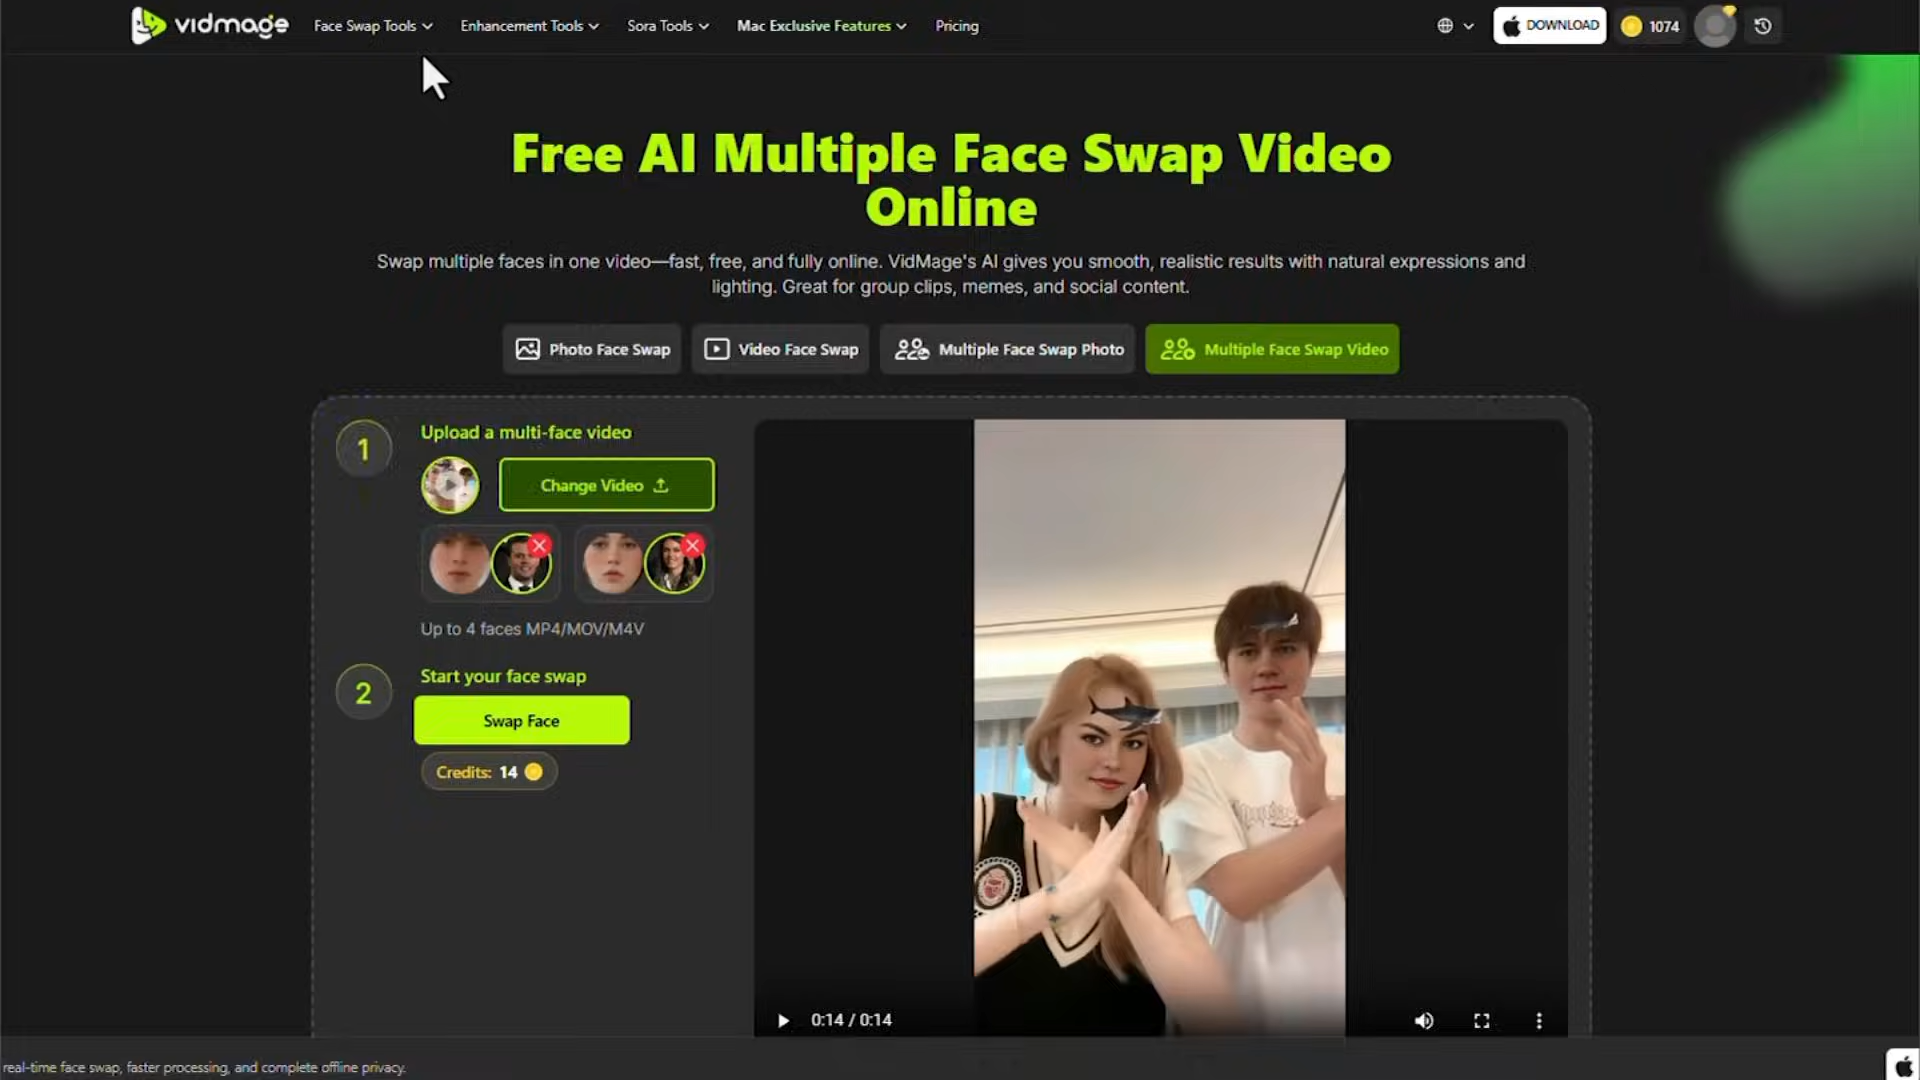 vidmage
Face Swap Tools
Enhancement Tools
Sora Tools
Mac Exclusive Features
Pricing
DOWNLOAD
1074
Free AI Multiple Face Swap Video
Online
Swap multiple faces in one video—fast, free, and fully online. VidMage's AI gives you smooth, realistic results with natural expressions and
lighting. Great for group clips, memes, and social content.
Photo Face Swap
Video Face Swap
Multiple Face Swap Photo
Multiple Face Swap Video
1
Upload a multi-face video
Change Video
Up to 4 faces MP4/MOV/M4V
2
Start your face swap
Swap Face
Credits: 14
0:14 / 0:14
real-time face swap, faster processing, and complete offline privacy.